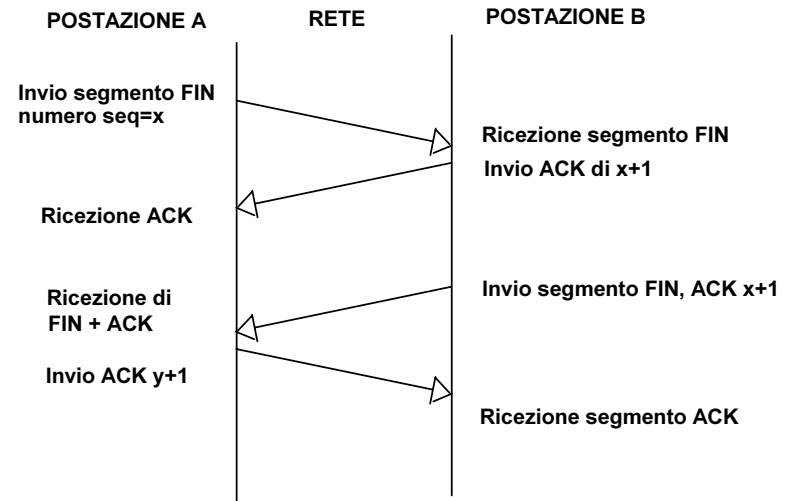 POSTAZIONE A
RETE
POSTAZIONE B
Invio segmento FIN
numero seq=x
Ricezione segmento FIN
Invio ACK di x+1
Ricezione ACK
Invio segmento FIN, ACK x+1
Ricezione di
FIN + ACK
Invio ACK y+1
Ricezione segmento ACK